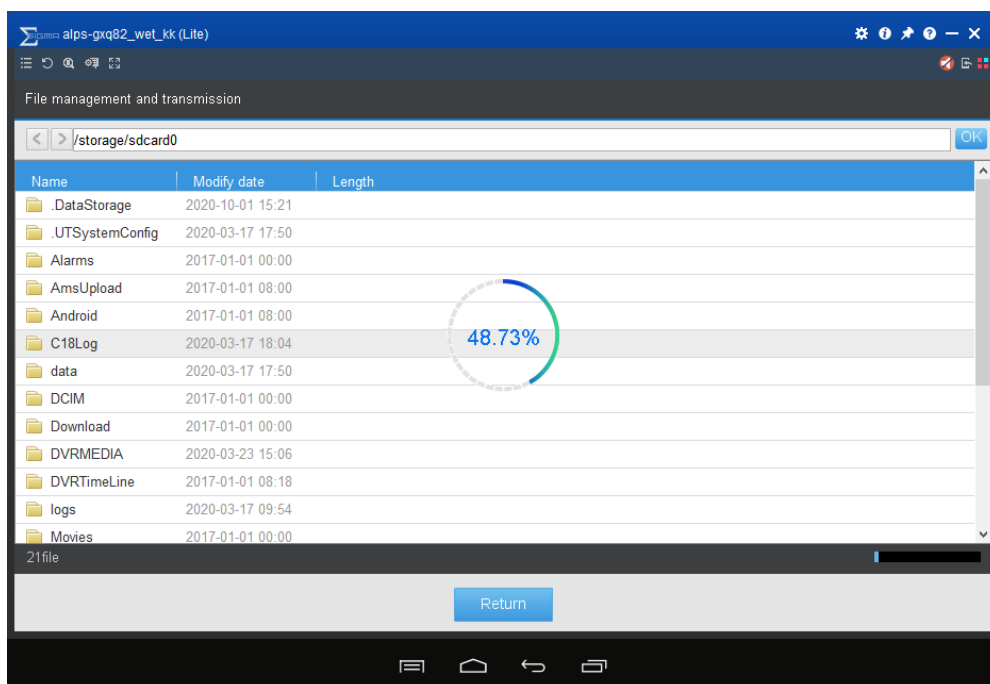 Sigma alps-gxq82_wet_kk (Lite)
File management and transmission
/storage/sdcard0 OK
Name Modify date Length
.DataStorage 2020-10-01 15:21
.UTSystemConfig 2020-03-17 17:50
Alarms 2017-01-01 00:00
AmsUpload 2017-01-01 08:00
Android 2017-01-01 08:00
C18Log 2020-03-17 18:04
48.73%
data 2020-03-17 17:50
DCIM 2017-01-01 00:00
Download 2017-01-01 00:00
DVRMEDIA 2020-03-23 15:06
DVRTimeLine 2017-01-01 08:18
logs 2020-03-17 09:54
Movies 2017-01-01 00:00
21file
Return